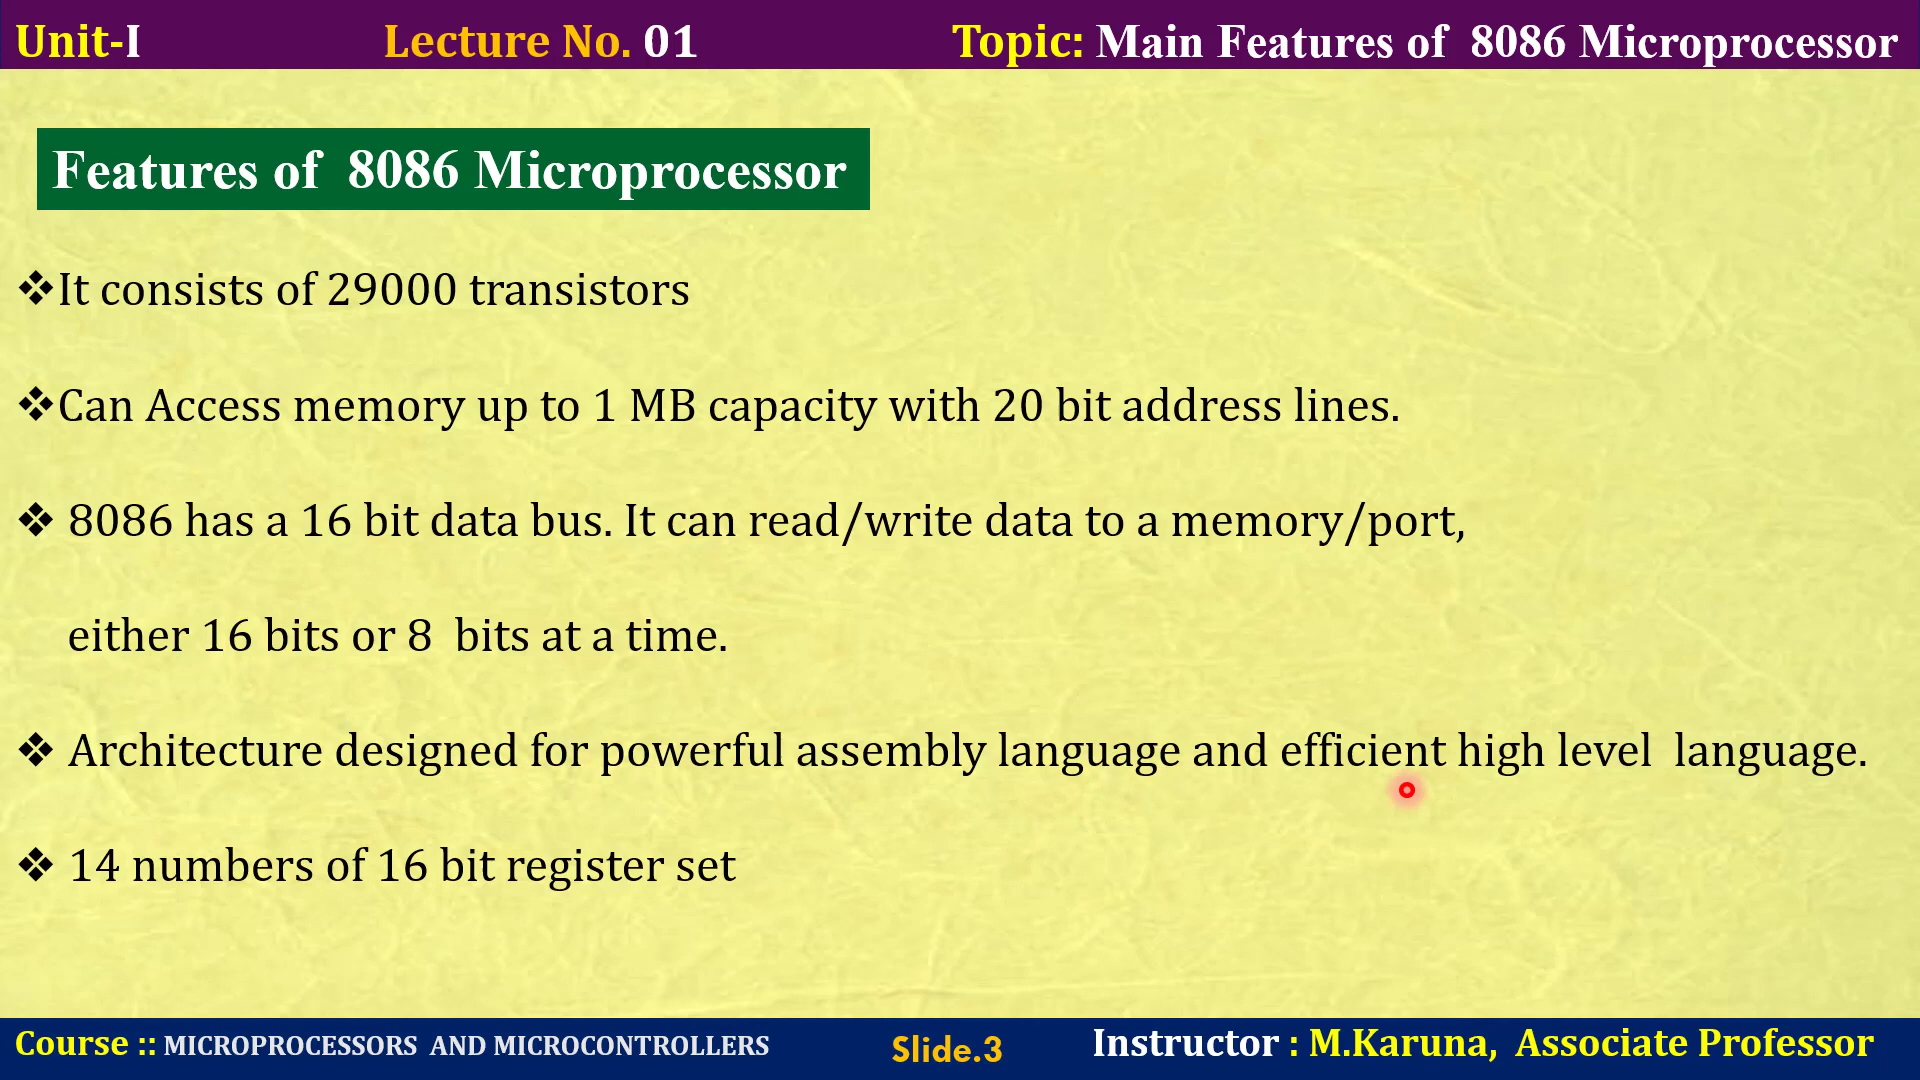 Unit-I Lecture No. 01 Topic: Main Features of 8086 Microprocessor
Features of 8086 Microprocessor
❖It consists of 29000 transistors
❖Can Access memory up to 1 MB capacity with 20 bit address lines.
❖ 8086 has a 16 bit data bus. It can read/write data to a memory/port,
either 16 bits or 8 bits at a time.
❖ Architecture designed for powerful assembly language and efficient high level language.
❖ 14 numbers of 16 bit register set
Course :: MICROPROCESSORS AND MICROCONTROLLERS Slide.3 Instructor : M.Karuna, Associate Professor